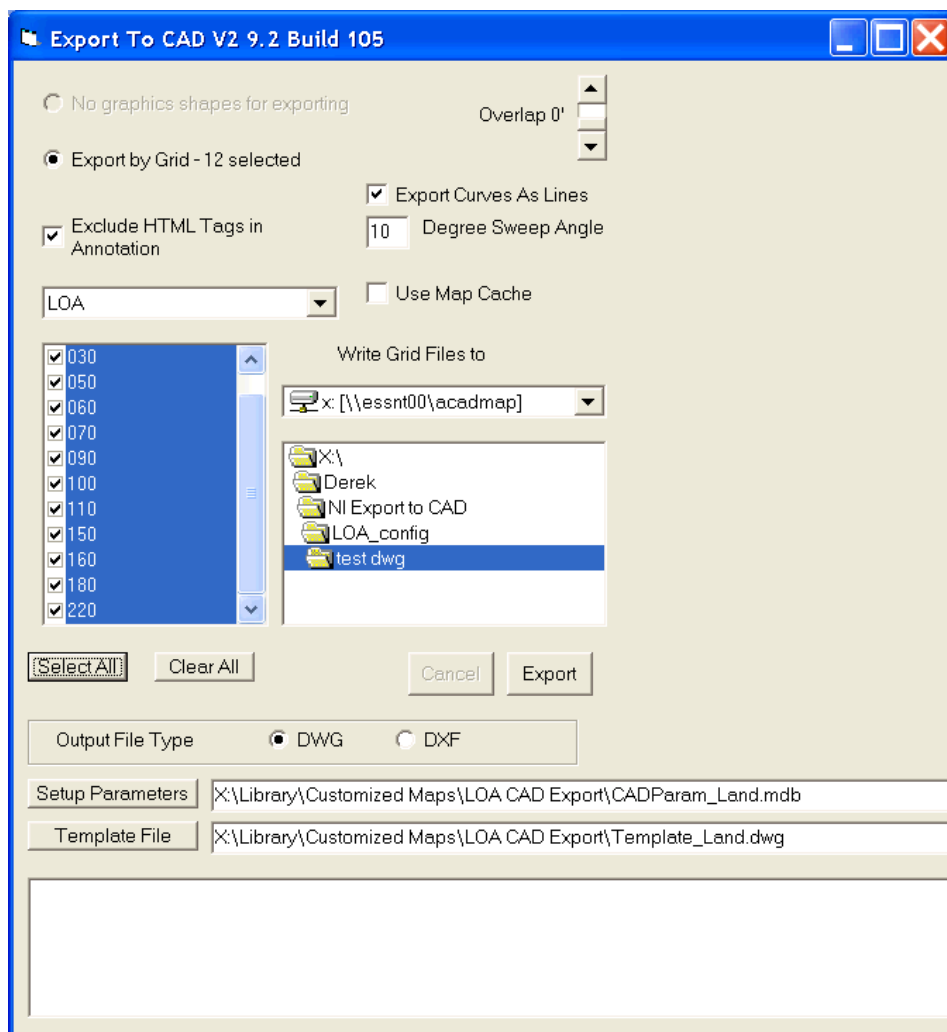 Export To CAD V2 9.2 Build 105
No graphics shapes for exporting
Overlap 0'
Export by Grid - 12 selected
Export Curves As Lines
Exclude HTML Tags in
Annotation
10 Degree Sweep Angle
LOA
Use Map Cache
Write Grid Files to
030
050
060
070
090
100
110
150
160
180
220
x: [\\essnt00\acadmap]
X:\
Derek
NI Export to CAD
LOA_config
test dwg
Select All
Clear All
Cancel
Export
Output File Type DWG DXF
Setup Parameters X:\Library\Customized Maps\LOA CAD Export\CADParam_Land.mdb
Template File X:\Library\Customized Maps\LOA CAD Export\Template_Land.dwg